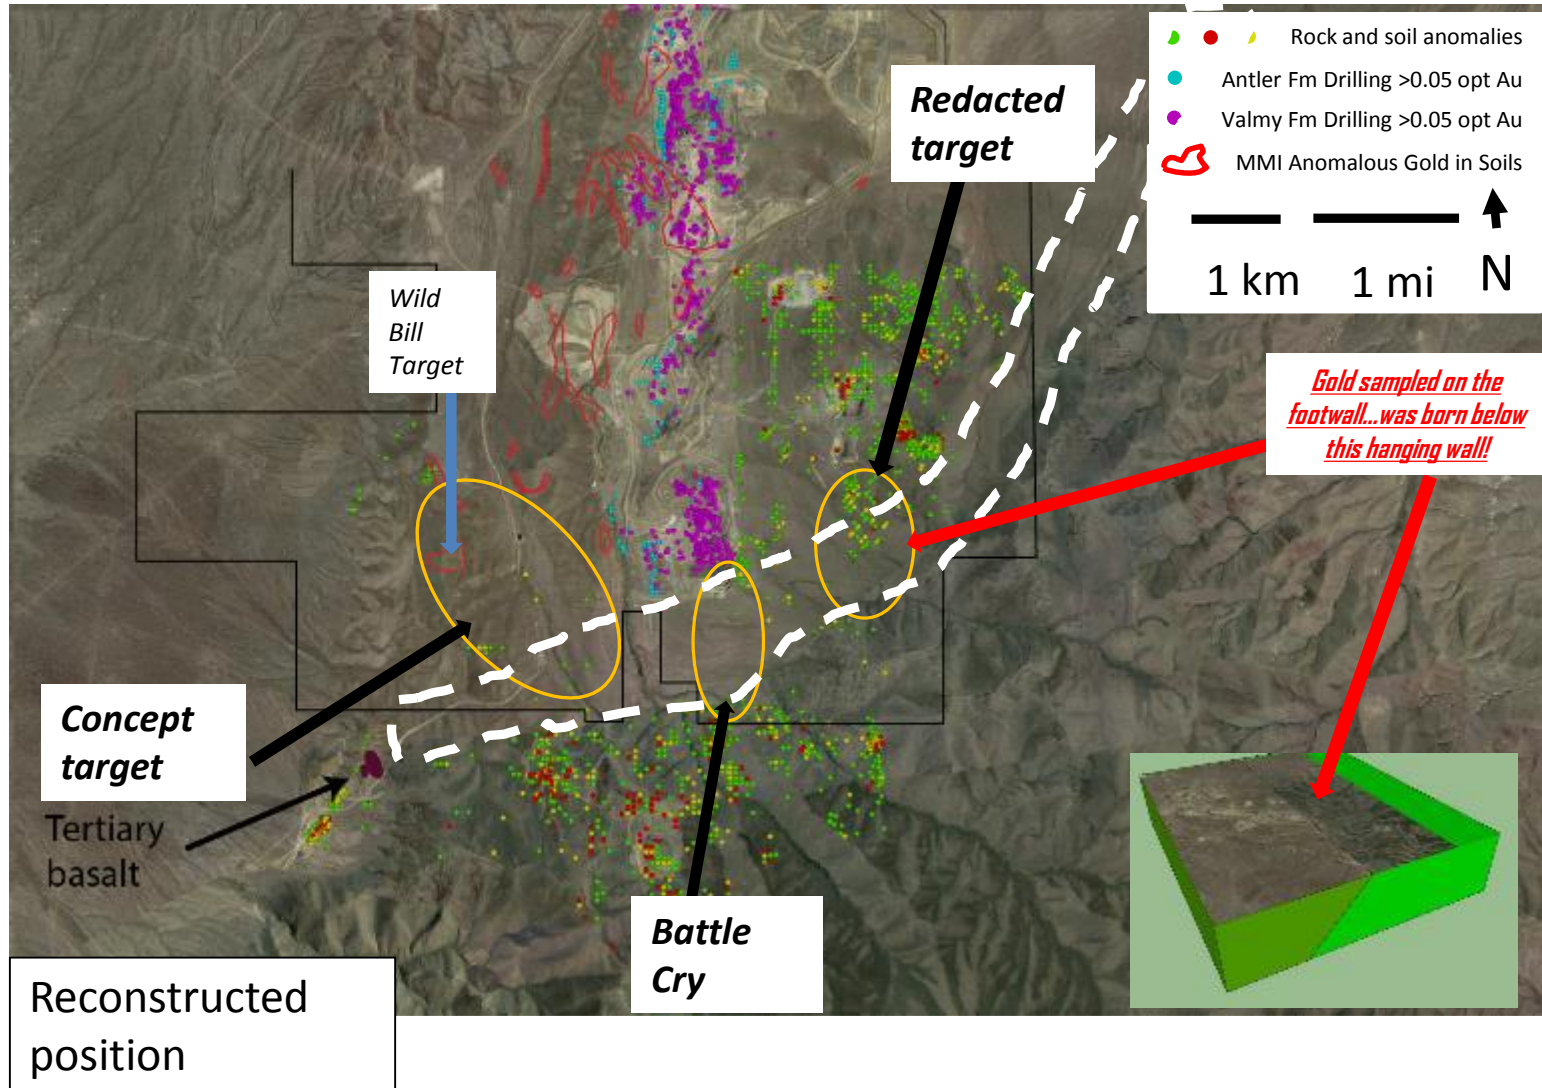 Rock and soil anomalies
Antler Fm Drilling >0.05 opt Au
Valmy Fm Drilling >0.05 opt Au
MMI Anomalous Gold in Soils
1 km
1 mi
N
Redacted
target
Wild
Bill
Target
Gold sampled on the
footwall...was born below
this hanging wall!
Concept
target
Tertiary
basalt
Battle
Cry
Reconstructed
position